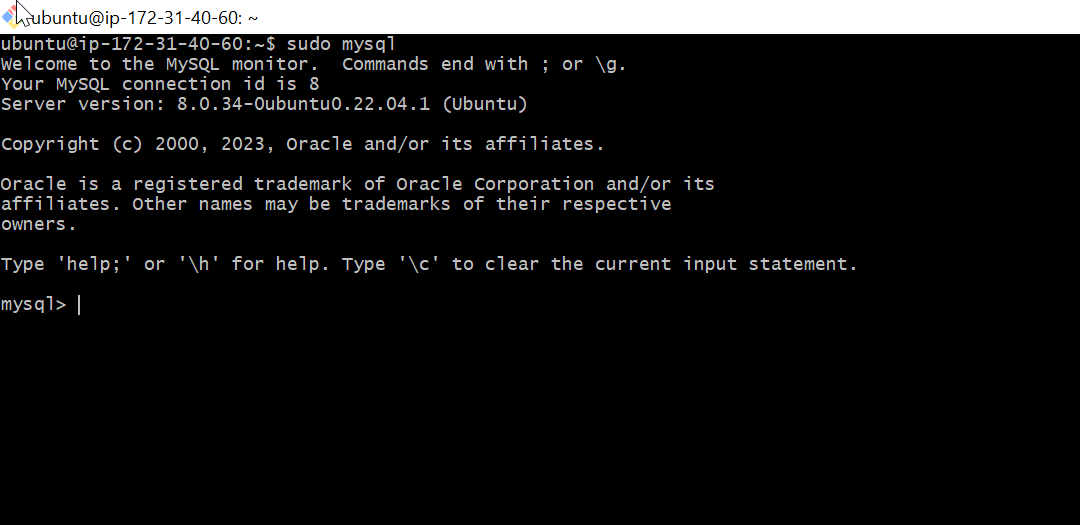 ubuntu@ip-172-31-40-60: ~
ubuntu@ip-172-31-40-60:~$ sudo mysql
Welcome to the MySQL monitor.  Commands end with ; or \g.
Your MySQL connection id is 8
Server version: 8.0.34-0ubuntu0.22.04.1 (Ubuntu)
Copyright (c) 2000, 2023, Oracle and/or its affiliates.
Oracle is a registered trademark of Oracle Corporation and/or its
affiliates. Other names may be trademarks of their respective
owners.
Type 'help;' or '\h' for help. Type '\c' to clear the current input statement.
mysql>